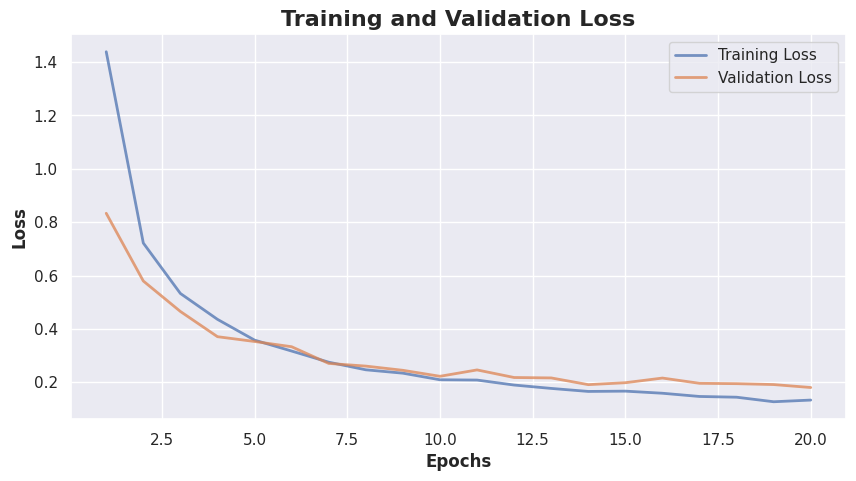 Training and Validation Loss
Training Loss
Validation Loss
1.4
1.2
1.0
0.8
0.6
0.4
0.2
Loss
2.5 5.0 7.5 10.0 12.5 15.0 17.5 20.0
Epochs